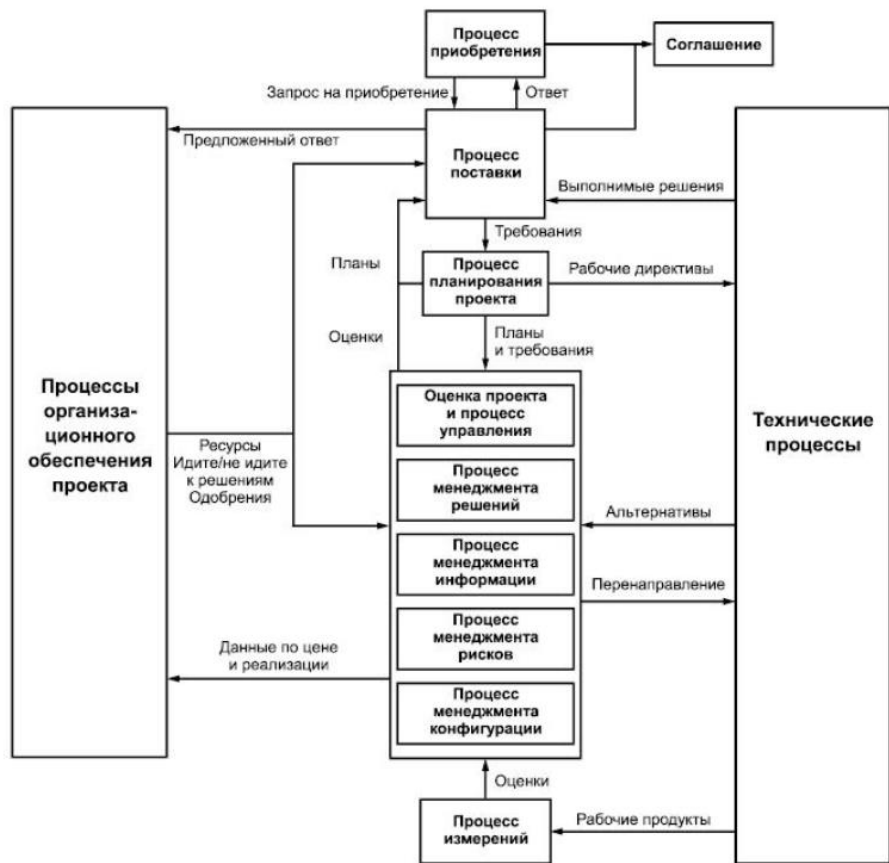 Процесс
приобретения
Соглашение
Запрос на приобретение
Ответ
Предложенный ответ
Процесс
поставки
Выполнимые решения
Требования
Планы
Процесс
планирования
проекта
Рабочие директивы
Оценки
Планы
и требования
Процессы
организа-
ционного
обеспечения
проекта
Оценка проекта
и процесс
управления
Технические
процессы
Ресурсы
Идите/не идите
к решениям
Одобрения
Процесс
менеджмента
решений
Альтернативы
Процесс
менеджмента
информации
Перенаправление
Данные по цене
и реализации
Процесс
менеджмента
рисков
Процесс
менеджмента
конфигурации
Оценки
Процесс
измерений
Рабочие продукты